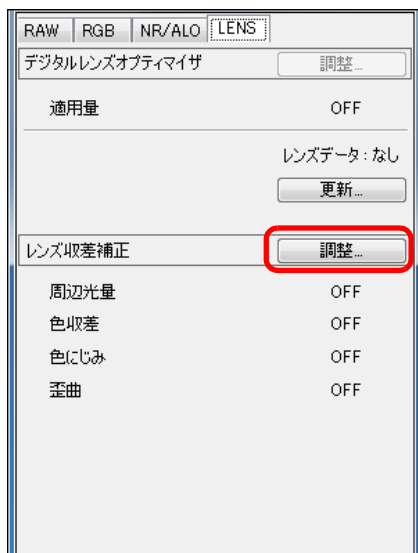 RAW RGB NR/ALO LENS
デジタルレンズオプティマイザ 調整...
適用量 OFF
レンズデータ：なし
更新...
レンズ収差補正 調整...
周辺光量 OFF
色収差 OFF
色にじみ OFF
歪曲 OFF